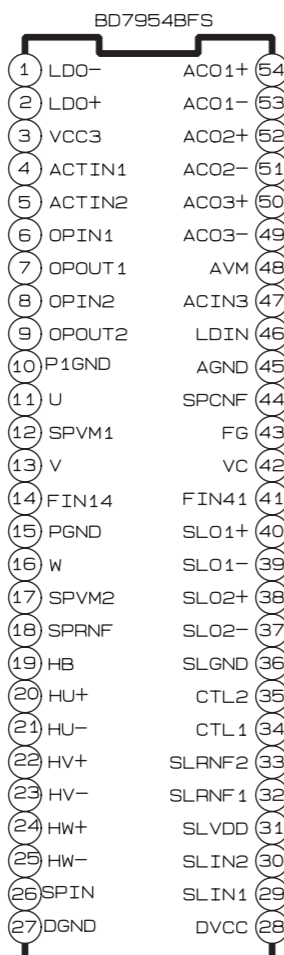 BD7954BFS
1 LDO- ACO1+ 54
2 LDO+ ACO1- 53
3 VCC3 ACO2+ 52
4 ACTIN1 ACO2- 51
5 ACTIN2 ACO3+ 50
6 OPIN1 ACO3- 49
7 OPOUT1 AVM 48
8 OPIN2 ACIN3 47
9 OPOUT2 LDIN 46
10 P1GND AGND 45
11 U SPCNF 44
12 SPVM1 FG 43
13 V VC 42
14 FIN14 FIN41 41
15 PGND SLO1+ 40
16 W SLO1- 39
17 SPVM2 SLO2+ 38
18 SPRNF SLO2- 37
19 HB SLGND 36
20 HU+ CTL2 35
21 HU- CTL1 34
22 HV+ SLRNF2 33
23 HV- SLRNF1 32
24 HW+ SLVDD 31
25 HW- SLIN2 30
26 SPIN SLIN1 29
27 DGND DVCC 28